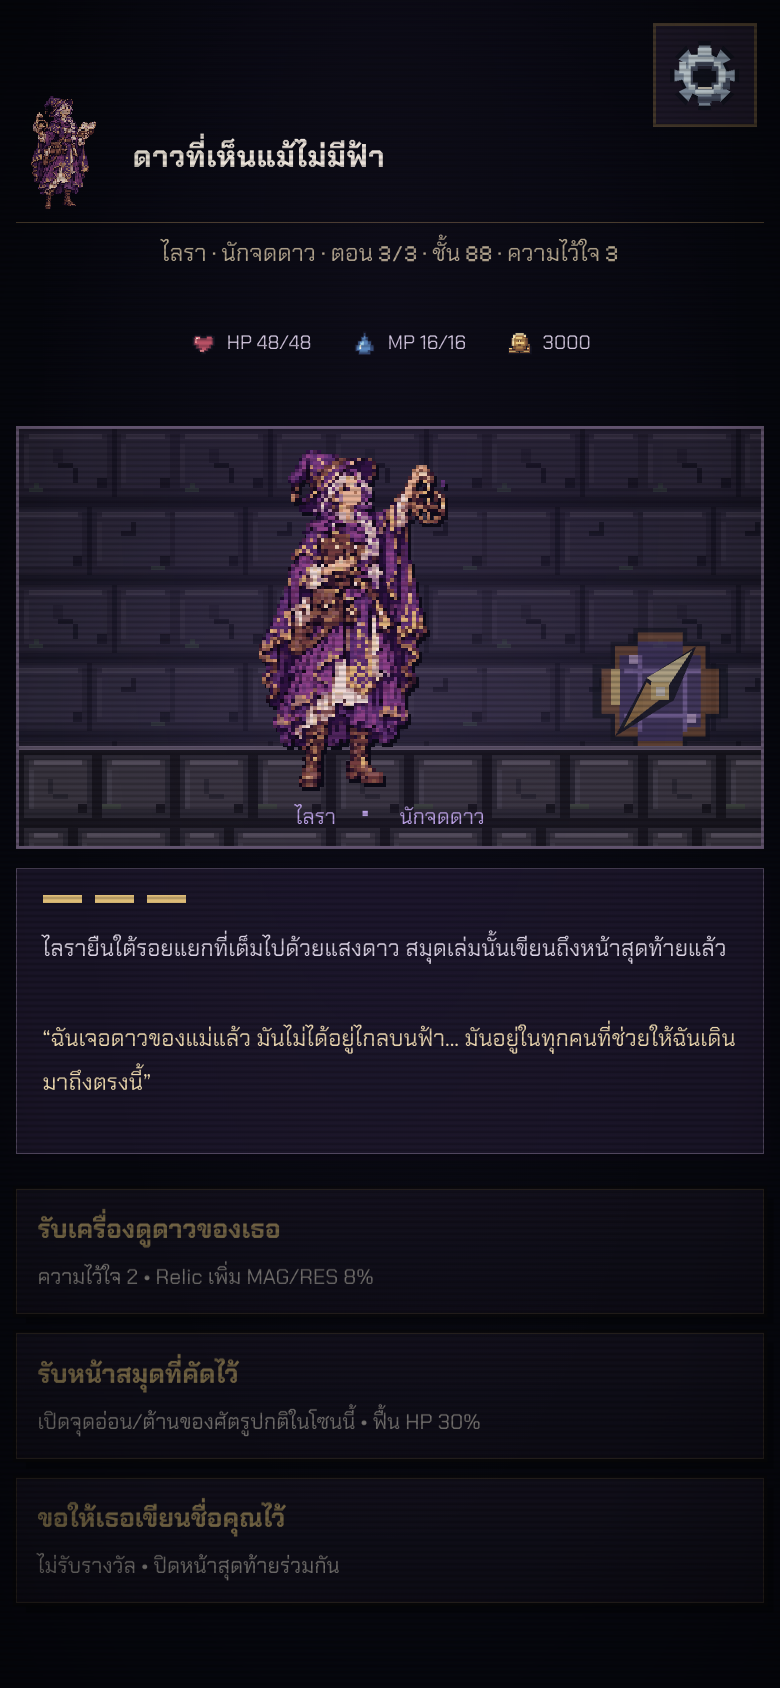 ดาวที่เห็นแม้ไม่มีฟ้า
ไลรา · นักจดดาว · ตอน 3/3 · ชั้น 88 · ความไว้ใจ 3
HP 48/48 MP 16/16 3000
ไลรา · นักจดดาว
ไลรายืนใต้รอยแยกที่เต็มไปด้วยแสงดาว สมุดเล่มนั้นเขียนถึงหน้าสุดท้ายแล้ว
“ฉันเจอดาวของแม่แล้ว มันไม่ได้อยู่ไกลบนฟ้า... มันอยู่ในทุกคนที่ช่วยให้ฉันเดิน
มาถึงตรงนี้”
รับเครื่องดูดาวของเธอ
ความไว้ใจ 2 • Relic เพิ่ม MAG/RES 8%
รับหน้าสมุดที่คัดไว้
เปิดจุดอ่อน/ต้านของศัตรูปกติในโซนนี้ • ฟื้น HP 30%
ขอให้เธอเขียนชื่อคุณไว้
ไม่รับรางวัล • ปิดหน้าสุดท้ายร่วมกัน